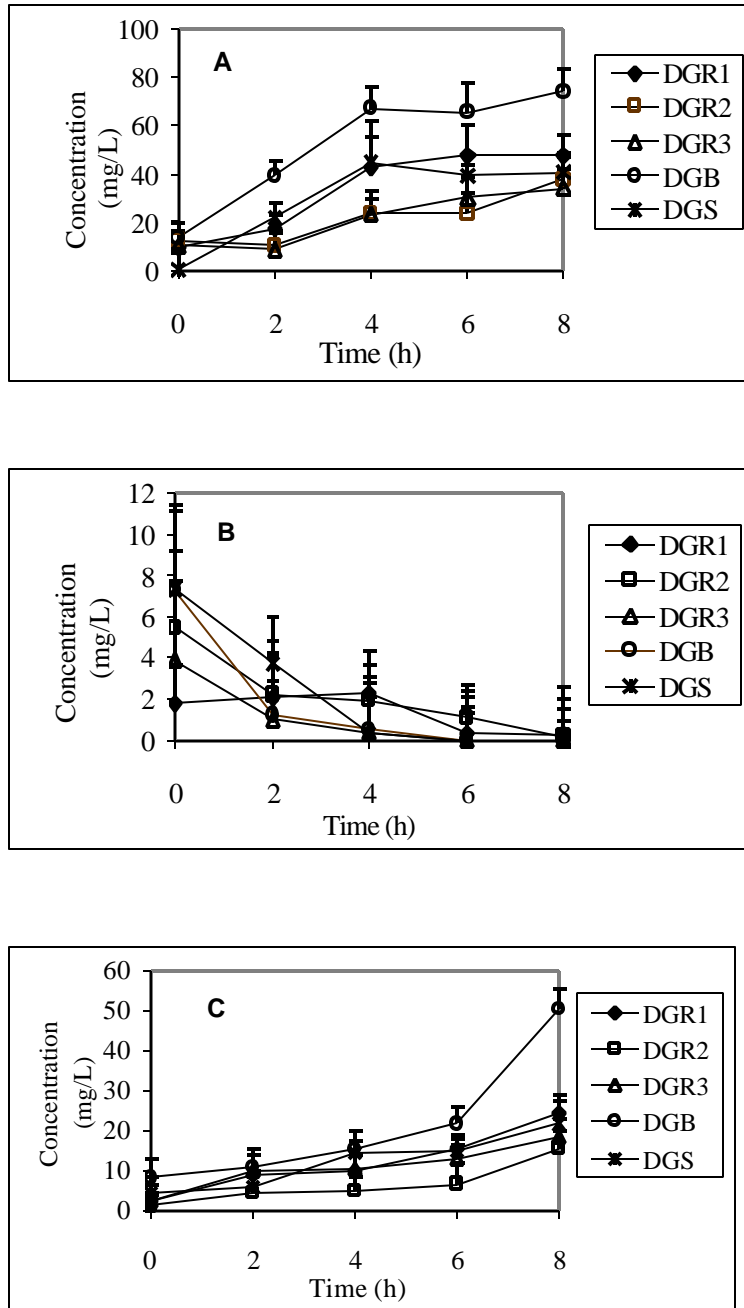 A
Concentration
(mg/L)
100
80
60
40
20
0
0 2 4 6 8
Time (h)
DGR1
DGR2
DGR3
DGB
DGS
B
Concentration
(mg/L)
12
10
8
6
4
2
0
0 2 4 6 8
Time (h)
DGR1
DGR2
DGR3
DGB
DGS
C
Concentration
(mg/L)
60
50
40
30
20
10
0
0 2 4 6 8
Time (h)
DGR1
DGR2
DGR3
DGB
DGS